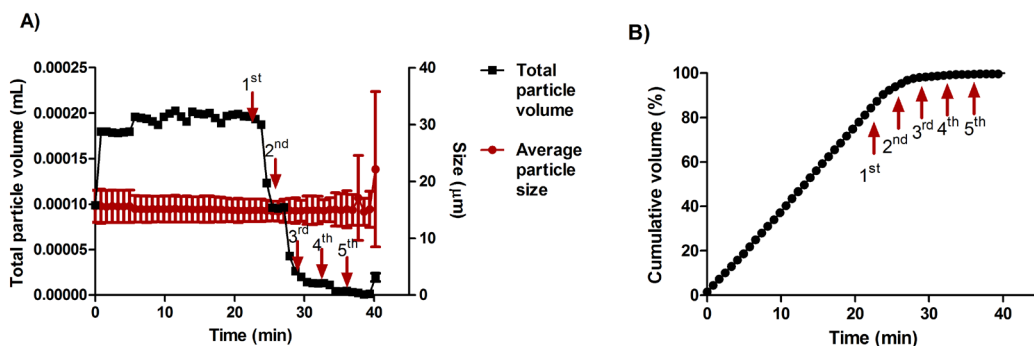 A)
Total particle volume (mL)
0.00025
0.00020
0.00015
0.00010
0.00005
0.00000
0
10
20
30
40
Time (min)
40
30
20
10
0
Size (µm)
1st
2nd
3rd
4th
5th
Total
particle
volume
Average
particle
size
B)
Cumulative volume (%)
100
80
60
40
20
0
0
10
20
30
40
Time (min)
1st
2nd
3rd
4th
5th